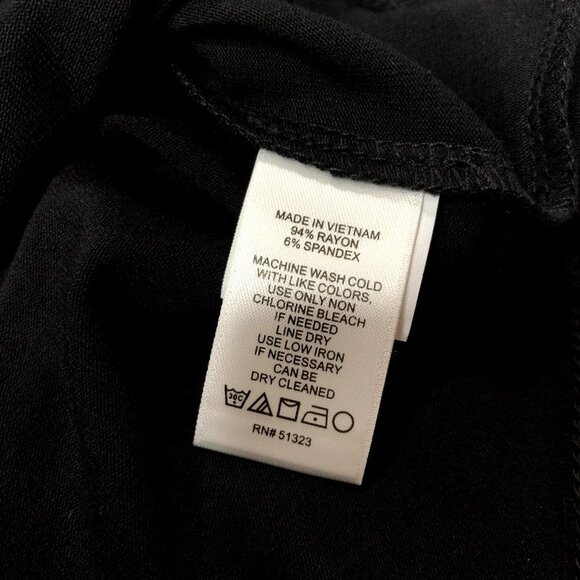 MADE IN VIETNAM
94% RAYON
6% SPANDEX
MACHINE WASH COLD
WITH LIKE COLORS,
USE ONLY NON
CHLORINE BLEACH
IF NEEDED
LINE DRY
USE LOW IRON
IF NECESSARY
CAN BE
DRY CLEANED
30C
RN# 51323